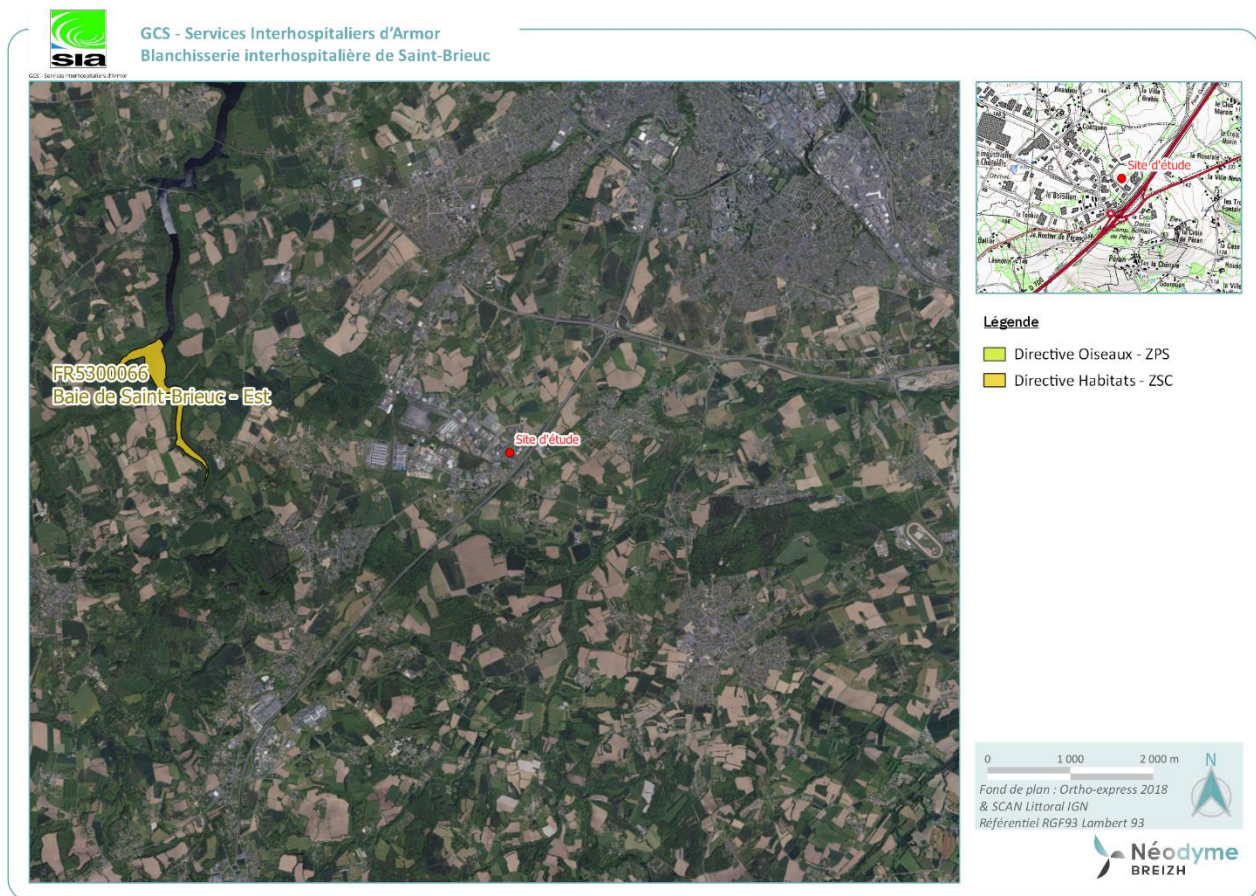 GCS - Services Interhospitaliers d'Armor
Blanchisserie interhospitalière de Saint-Brieuc
sia
GCS - Services Interhospitaliers d'Armor
FR5300066
Baie de Saint-Brieuc - Est
Site d'étude
Site d'étude
Légende
Directive Oiseaux - ZPS
Directive Habitats - ZSC
0 1 000 2 000 m
N
Fond de plan : Ortho-express 2018
& SCAN Littoral IGN
Référentiel RGF93 Lambert 93
Néodyme
BREIZH